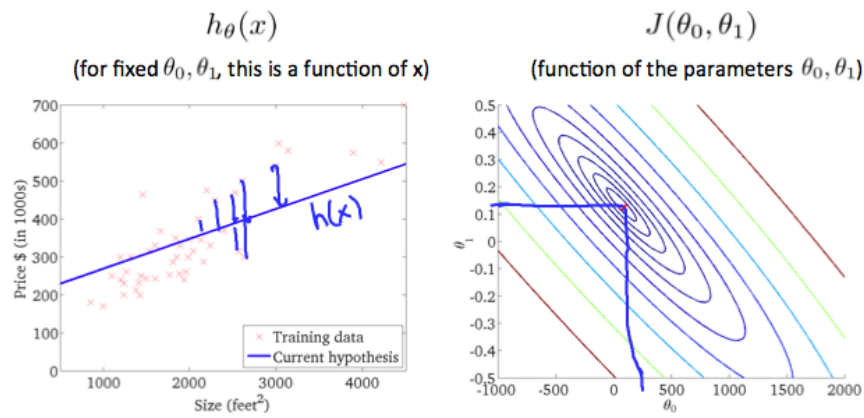 hθ(x)
(for fixed θ0, θ1, this is a function of x)
Price $ (in 1000s)
700
600
500
400
300
200
100
0
h(x)
Training data
Current hypothesis
1000
2000
3000
4000
Size (feet²)
J(θ0, θ1)
(function of the parameters θ0, θ1)
θ1
0.5
0.4
0.3
0.2
0.1
0
-0.1
-0.2
-0.3
-0.4
-0.5
-1000
-500
0
500
1000
1500
2000
θ0